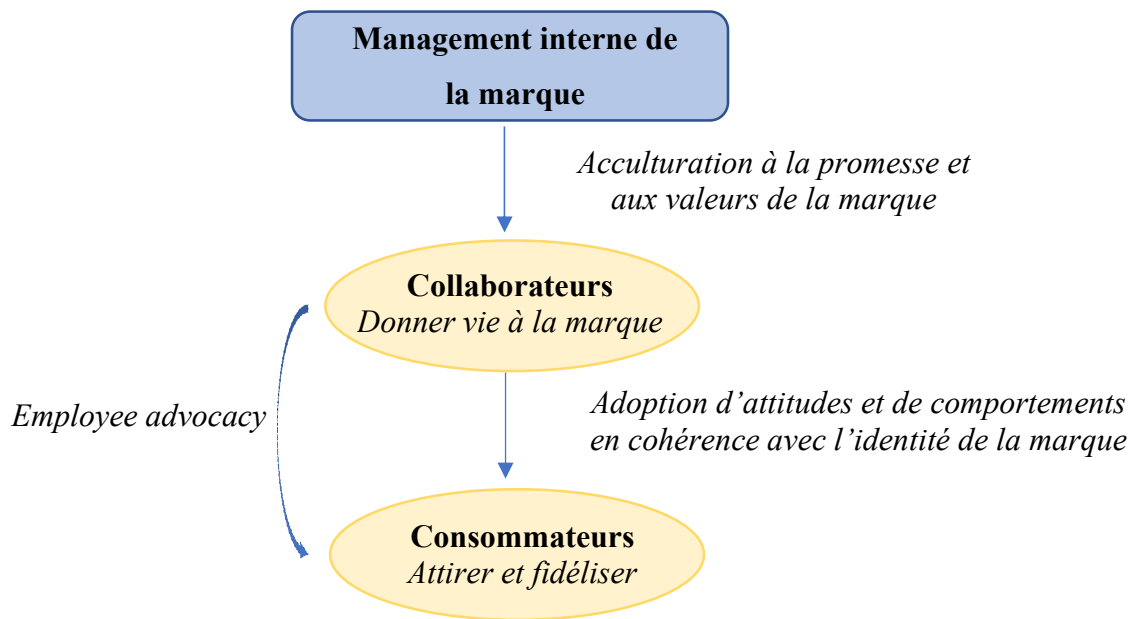 Management interne de
la marque
Acculturation à la promesse et
aux valeurs de la marque
Collaborateurs
Donner vie à la marque
Employee advocacy
Adoption d’attitudes et de comportements
en cohérence avec l’identité de la marque
Consommateurs
Attirer et fidéliser